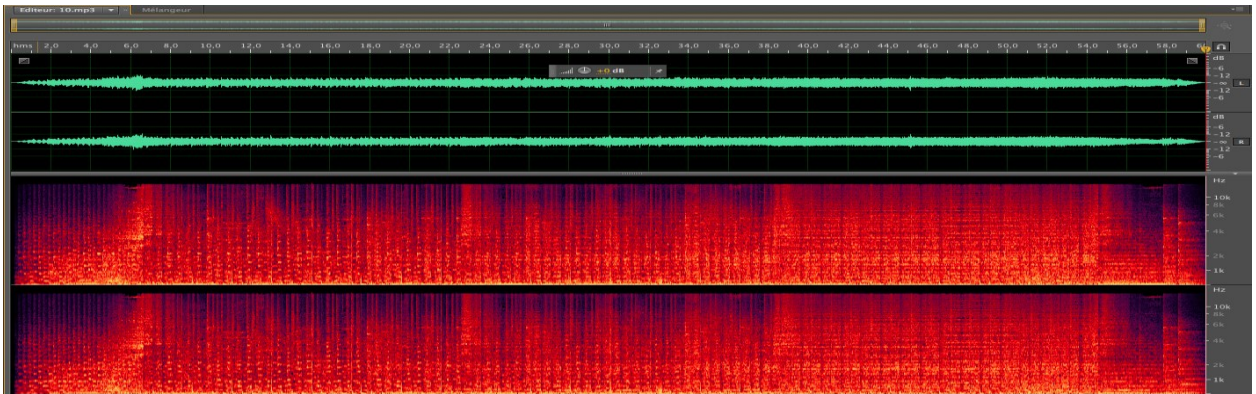 Editeur: 10.mp3 Mélangeur
hms 2,0 4,0 6,0 8,0 10,0 12,0 14,0 16,0 18,0 20,0 22,0 24,0 26,0 28,0 30,0 32,0 34,0 36,0 38,0 40,0 42,0 44,0 46,0 48,0 50,0 52,0 54,0 56,0 58,0
+0 dB
dB
-6
-12
-∞ L
-12
-6
dB
-6
-12
-∞ R
-12
-6
Hz
10k
8k
6k
4k
2k
1k
Hz
10k
8k
6k
4k
2k
1k